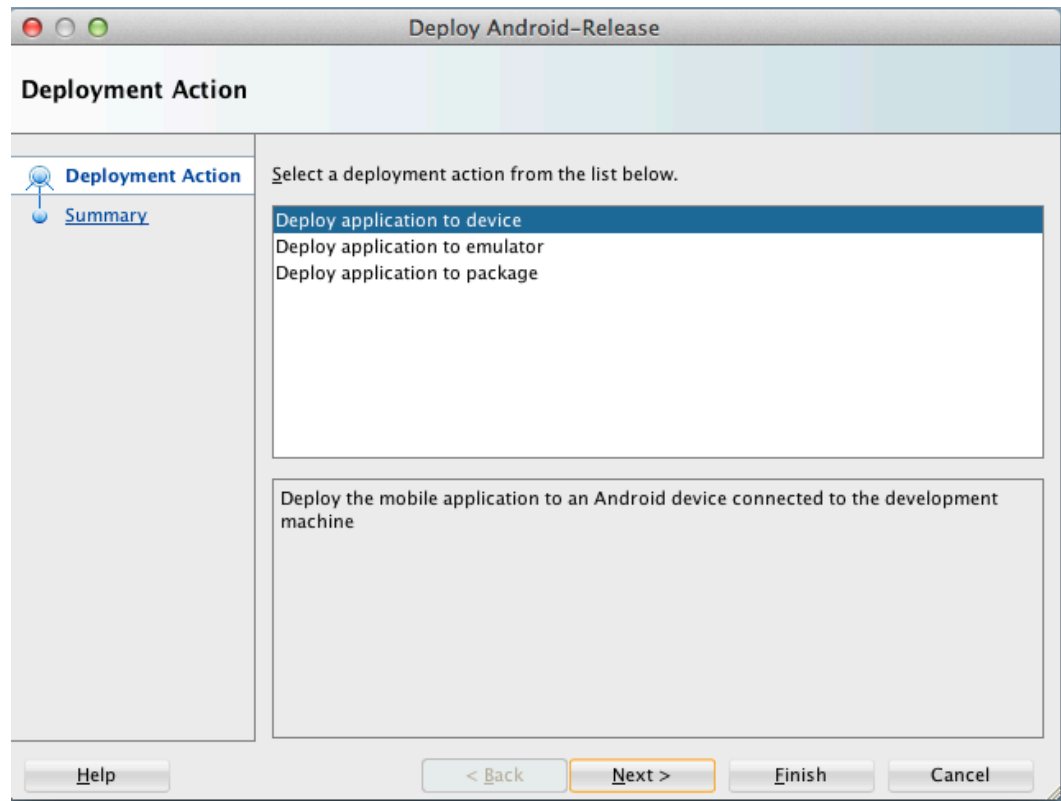 Deploy Android-Release
Deployment Action
Deployment Action
Summary
Select a deployment action from the list below.
Deploy application to device
Deploy application to emulator
Deploy application to package
Deploy the mobile application to an Android device connected to the development
machine
Help
< Back
Next >
Finish
Cancel